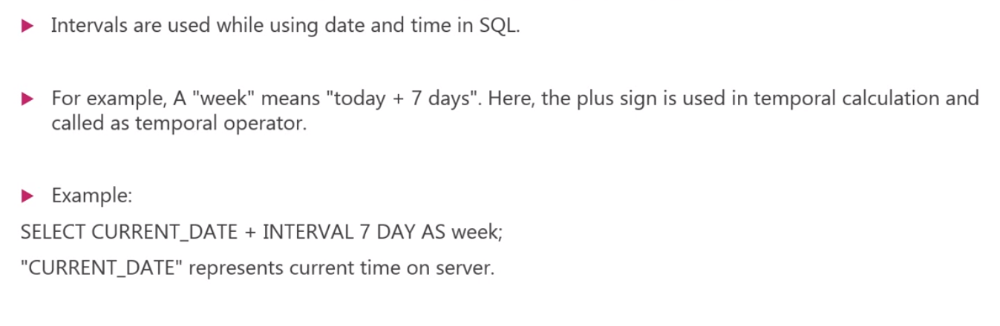 Intervals are used while using date and time in SQL.
For example, A "week" means "today + 7 days". Here, the plus sign is used in temporal calculation and
called as temporal operator.
Example:
SELECT CURRENT_DATE + INTERVAL 7 DAY AS week;
"CURRENT_DATE" represents current time on server.